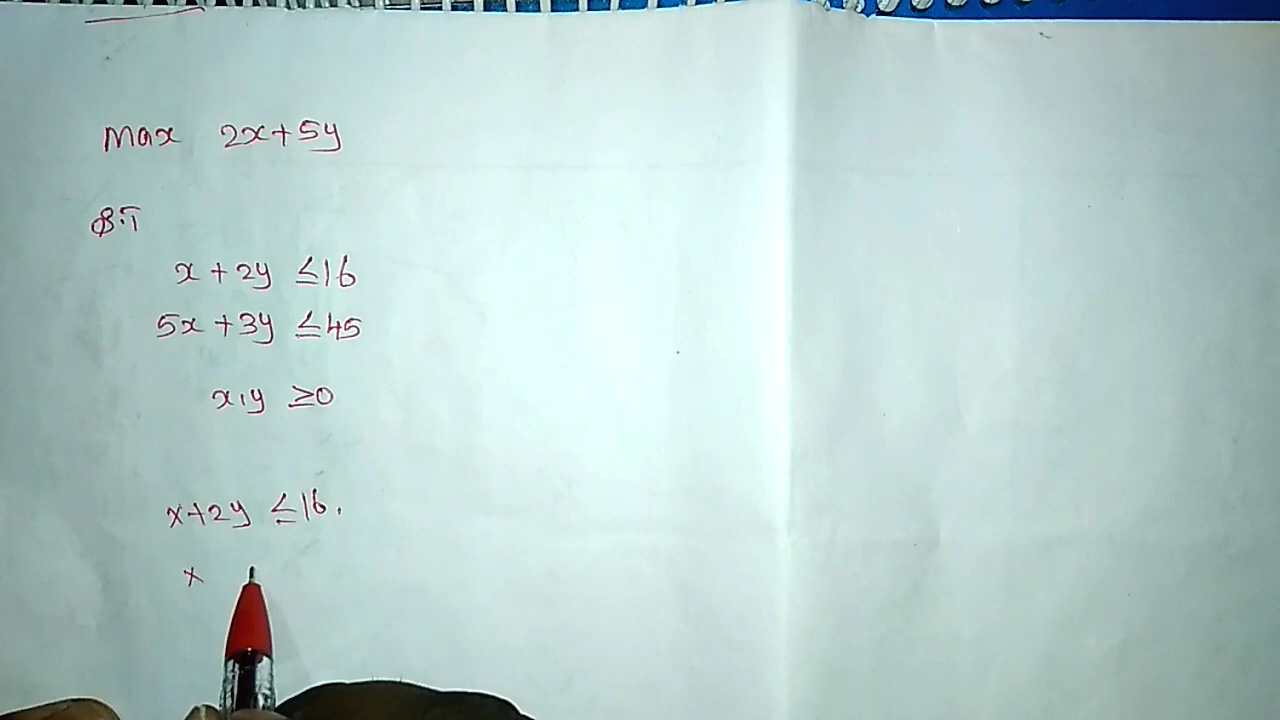 Max 2x+5y
S.T
x + 2y ≤16
5x +3y ≤45
x,y ≥0
x+2y ≤16.
x